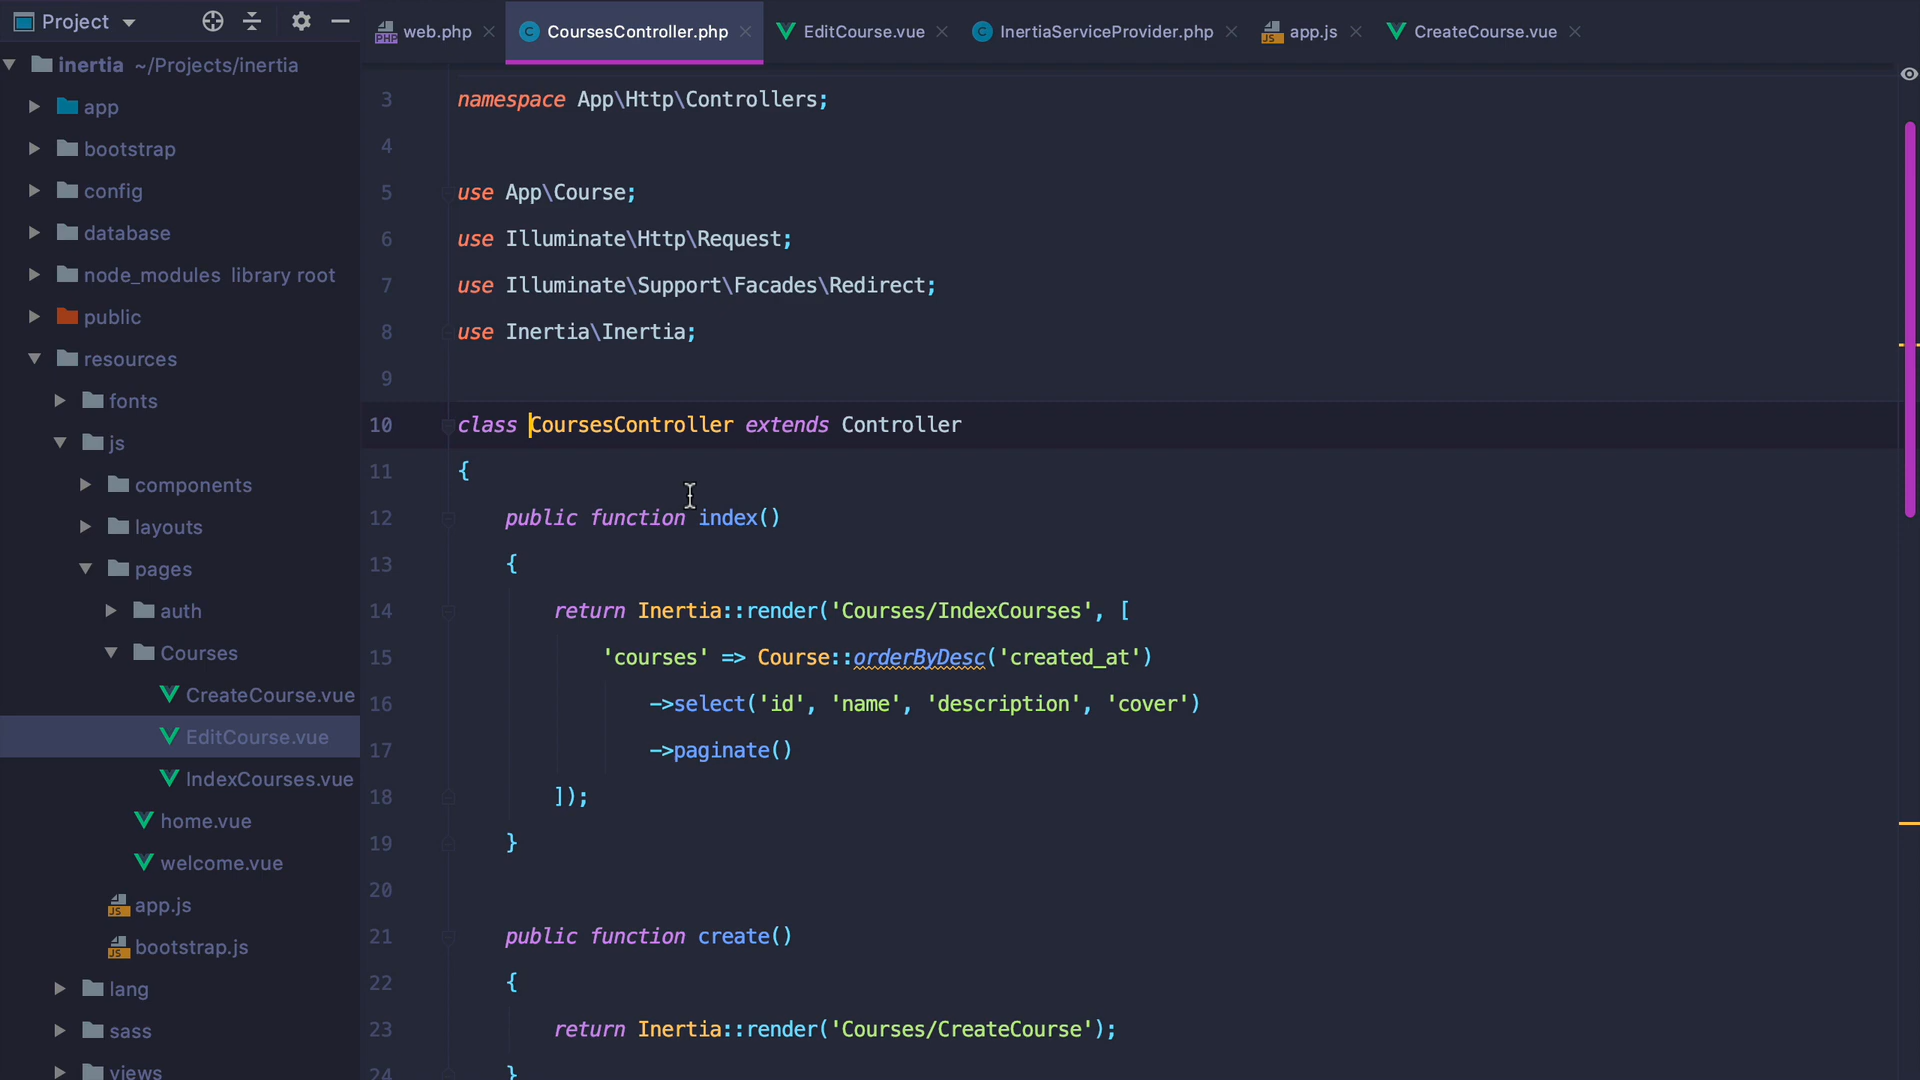 Project
web.php
CoursesController.php
EditCourse.vue
InertiaServiceProvider.php
app.js
CreateCourse.vue
inertia ~/Projects/inertia
app
bootstrap
config
database
node_modules library root
public
resources
fonts
js
components
layouts
pages
auth
Courses
CreateCourse.vue
EditCourse.vue
IndexCourses.vue
home.vue
welcome.vue
app.js
bootstrap.js
lang
sass
views
3 namespace App\Http\Controllers;
4
5 use App\Course;
6 use Illuminate\Http\Request;
7 use Illuminate\Support\Facades\Redirect;
8 use Inertia\Inertia;
9
10 class CoursesController extends Controller
11 {
12 public function index()
13 {
14 return Inertia::render('Courses/IndexCourses', [
15 'courses' => Course::orderByDesc('created_at')
16 ->select('id', 'name', 'description', 'cover')
17 ->paginate()
18 ]);
19 }
20
21 public function create()
22 {
23 return Inertia::render('Courses/CreateCourse');
24 }